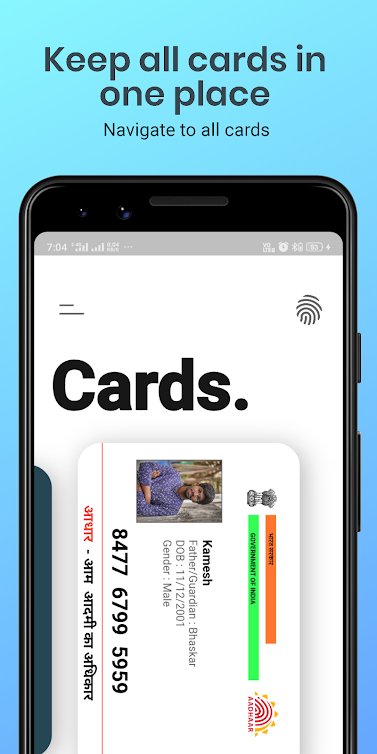 Keep all cards in
one place
Navigate to all cards
7:04
93
Cards.
भारत सरकार
GOVERNMENT OF INDIA
Kamesh
Father/Guardian : Bhaskar
DOB : 11/12/2001
Gender : Male
8477 6799 5959
आधार - आम आदमी का अधिकार
AADHAAR